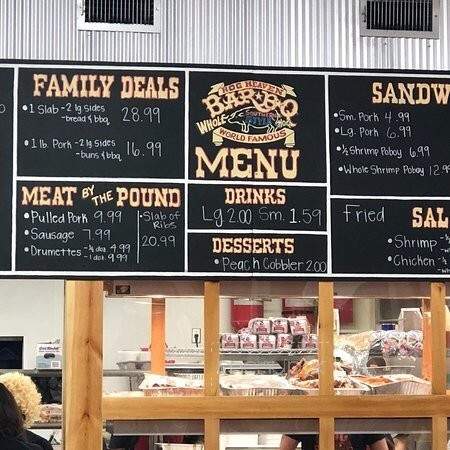 FAMILY DEALS
• 1 Slab - 2 lg sides
- bread & bbq
28.99
• 1 lb. Pork - 2 lg sides
- buns & bbq
16.99
MEAT BY THE POUND
• Pulled Pork 9.99
• Sausage 7.99
• Drumettes - ½ doz. 4.99
- 1 doz. 9.99
• Slab of
Ribs
20.99
HOG HEAVEN
BAR-B-Q
WHOLE
SOUTHERN
STYLE
HOG
WORLD FAMOUS
MENU
DRINKS
Lg 2.00 Sm. 1.59
DESSERTS
• Peach Cobbler 2.00
SANDW
• Sm. Pork 4.99
• Lg. Pork 6.99
• ½ Shrimp Poboy 6.99
• Whole Shrimp Poboy 12.9
Fried
SAL
• Shrimp -
• Chicken -